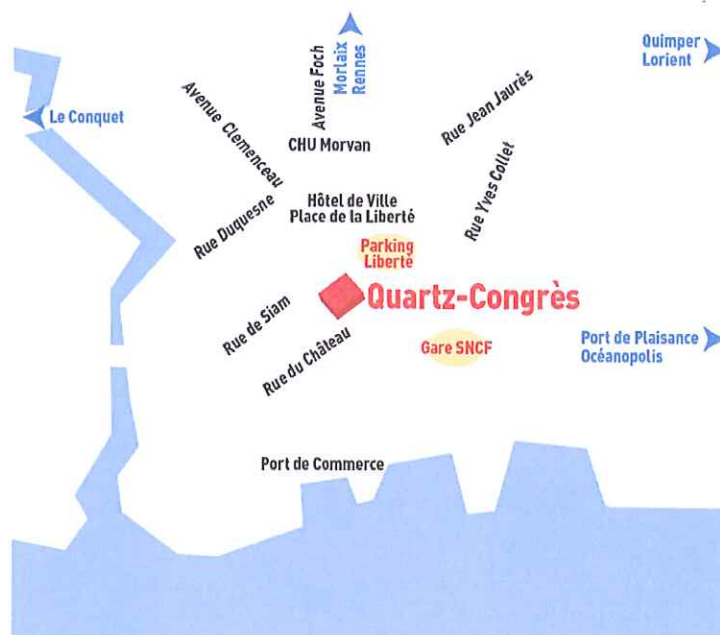 Morlaix
Rennes
Avenue Foch
Quimper
Lorient
Le Conquet
Avenue Clemenceau
Rue Jean Jaurès
CHU Morvan
Rue Yves Collet
Hôtel de Ville
Place de la Liberté
Rue Duquesne
Parking
Liberté
Quartz-Congrès
Rue de Siam
Rue du Château
Gare SNCF
Port de Plaisance
Océanopolis
Port de Commerce